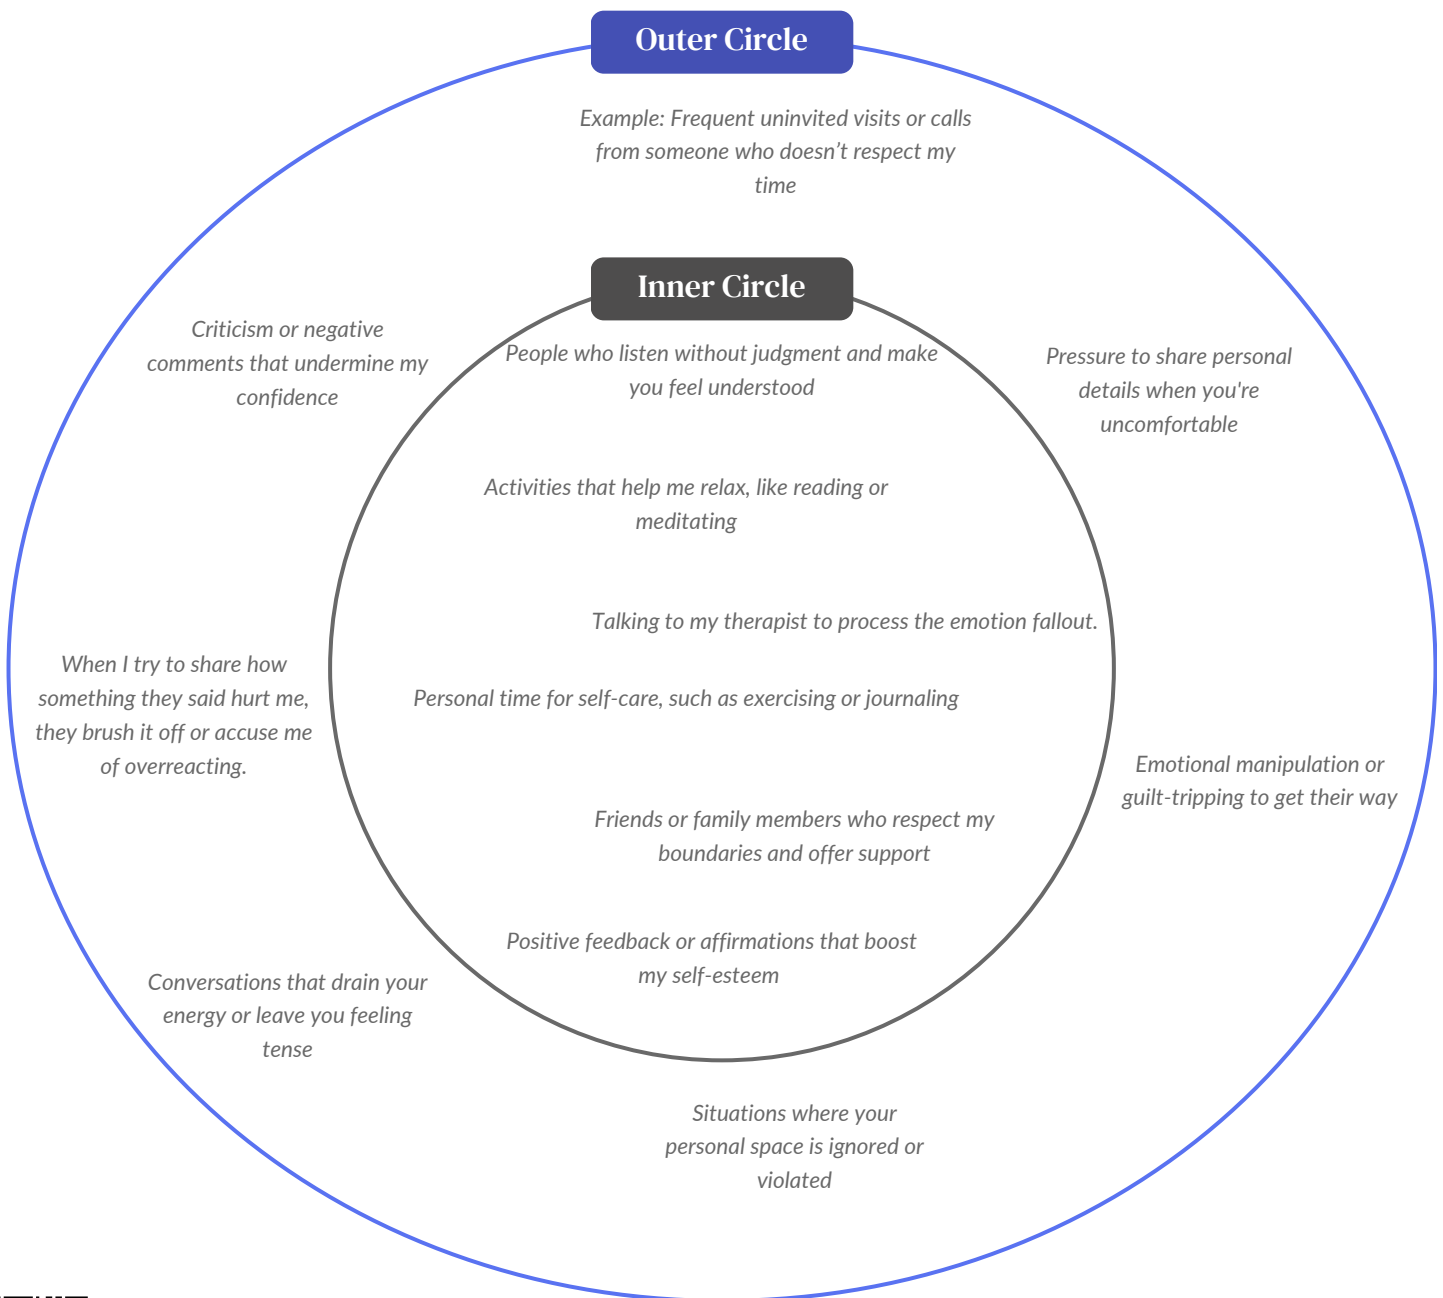 Outer Circle
Example: Frequent uninvited visits or calls
from someone who doesn’t respect my
time
Inner Circle
Criticism or negative
comments that undermine my
confidence
People who listen without judgment and make
you feel understood
Pressure to share personal
details when you're
uncomfortable
Activities that help me relax, like reading or
meditating
Talking to my therapist to process the emotion fallout.
When I try to share how
something they said hurt me,
they brush it off or accuse me
of overreacting.
Personal time for self-care, such as exercising or journaling
Emotional manipulation or
guilt-tripping to get their way
Friends or family members who respect my
boundaries and offer support
Positive feedback or affirmations that boost
my self-esteem
Conversations that drain your
energy or leave you feeling
tense
Situations where your
personal space is ignored or
violated